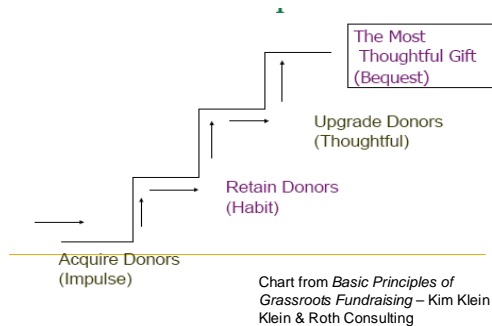 The Most
Thoughtful Gift
(Bequest)
Upgrade Donors
(Thoughtful)
Retain Donors
(Habit)
Acquire Donors
(Impulse)
Chart from Basic Principles of
Grassroots Fundraising – Kim Klein
Klein & Roth Consulting